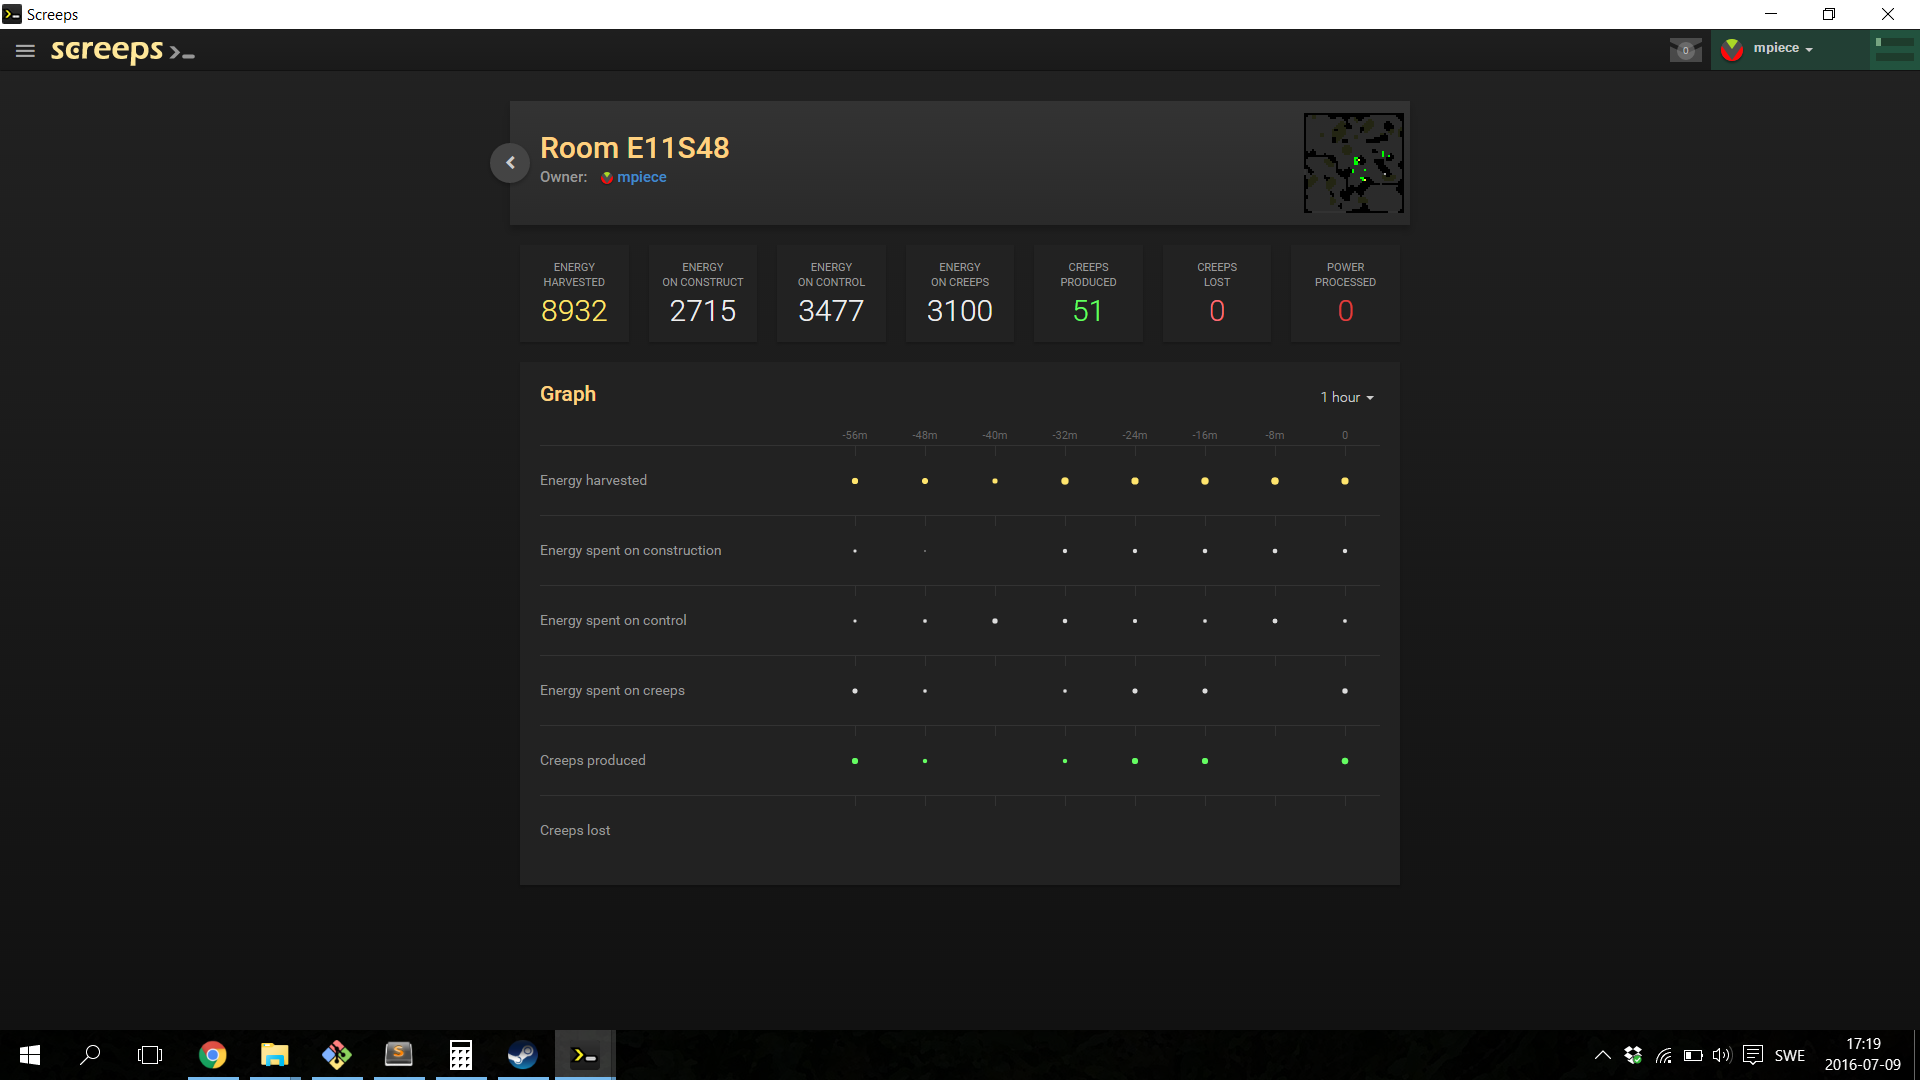 Screeps
screeps
0
mpiece
Room E11S48
Owner: mpiece
ENERGY
HARVESTED
8932
ENERGY
ON CONSTRUCT
2715
ENERGY
ON CONTROL
3477
ENERGY
ON CREEPS
3100
CREEPS
PRODUCED
51
CREEPS
LOST
0
POWER
PROCESSED
0
Graph
1 hour
-56m -48m -40m -32m -24m -16m -8m 0
Energy harvested
Energy spent on construction
Energy spent on control
Energy spent on creeps
Creeps produced
Creeps lost
S
SWE
17:19
2016-07-09